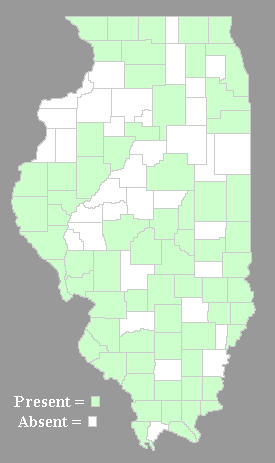 Present =
Absent =